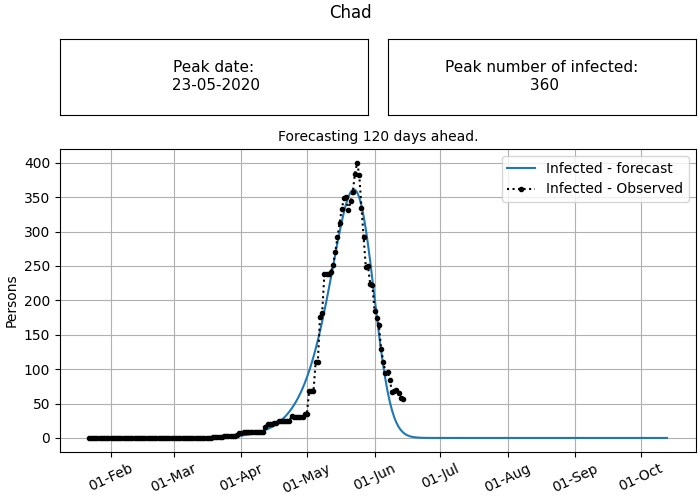 Chad
Peak date:
23-05-2020
Peak number of infected:
360
Forecasting 120 days ahead.
Infected - forecast
Infected - Observed
Persons
400
350
300
250
200
150
100
50
0
01-Feb
01-Mar
01-Apr
01-May
01-Jun
01-Jul
01-Aug
01-Sep
01-Oct